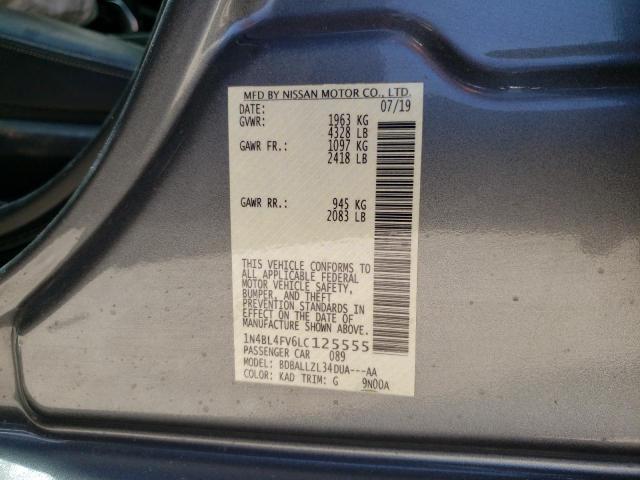 MFD BY NISSAN MOTOR CO., LTD.
DATE: 07/19
GVWR: 1963 KG
4328 LB
GAWR FR.: 1097 KG
2418 LB
GAWR RR.: 945 KG
2083 LB
THIS VEHICLE CONFORMS TO
ALL APPLICABLE FEDERAL
MOTOR VEHICLE SAFETY,
BUMPER, AND THEFT
PREVENTION STANDARDS IN
EFFECT ON THE DATE OF
MANUFACTURE SHOWN ABOVE.
1N4BL4FV6LC125555
PASSENGER CAR 089
MODEL: BDBALLZL34DUA---AA
COLOR: KAD TRIM: G 9N00A